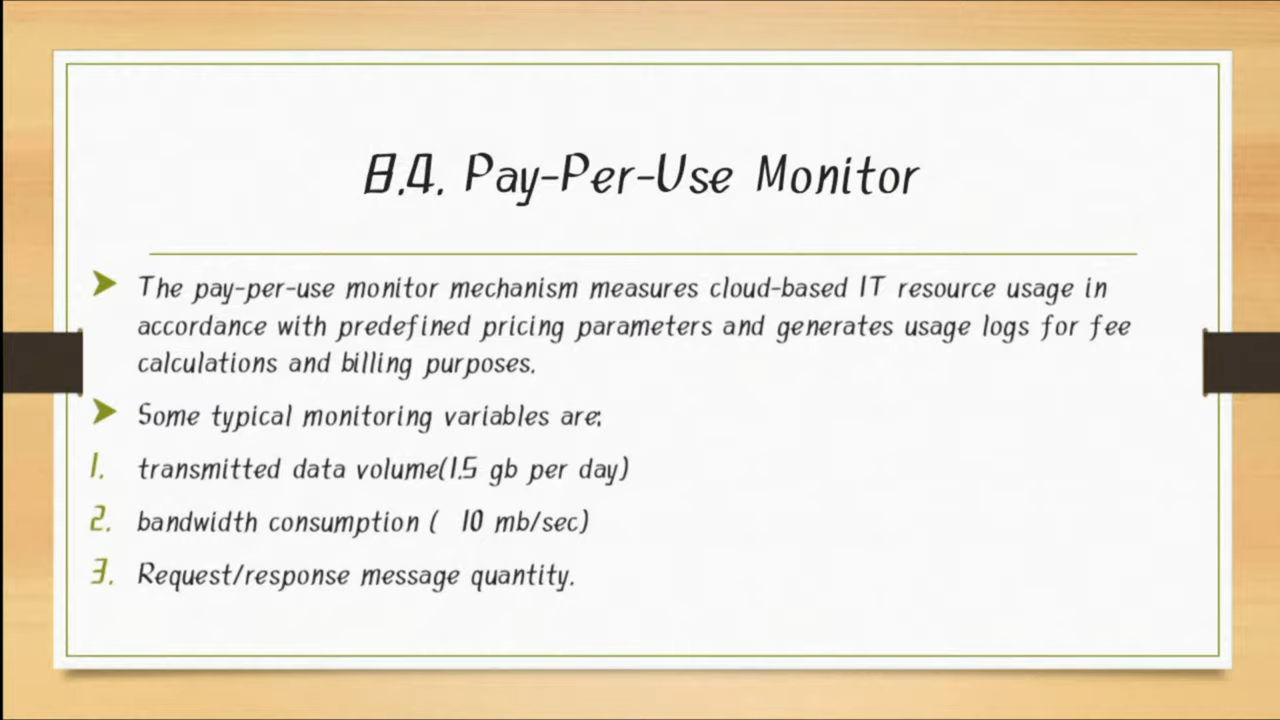 8.4. Pay-Per-Use Monitor
➤ The pay-per-use monitor mechanism measures cloud-based IT resource usage in
accordance with predefined pricing parameters and generates usage logs for fee
calculations and billing purposes.
➤ Some typical monitoring variables are:
1. transmitted data volume(1.5 gb per day)
2. bandwidth consumption ( 10 mb/sec)
3. Request/response message quantity.